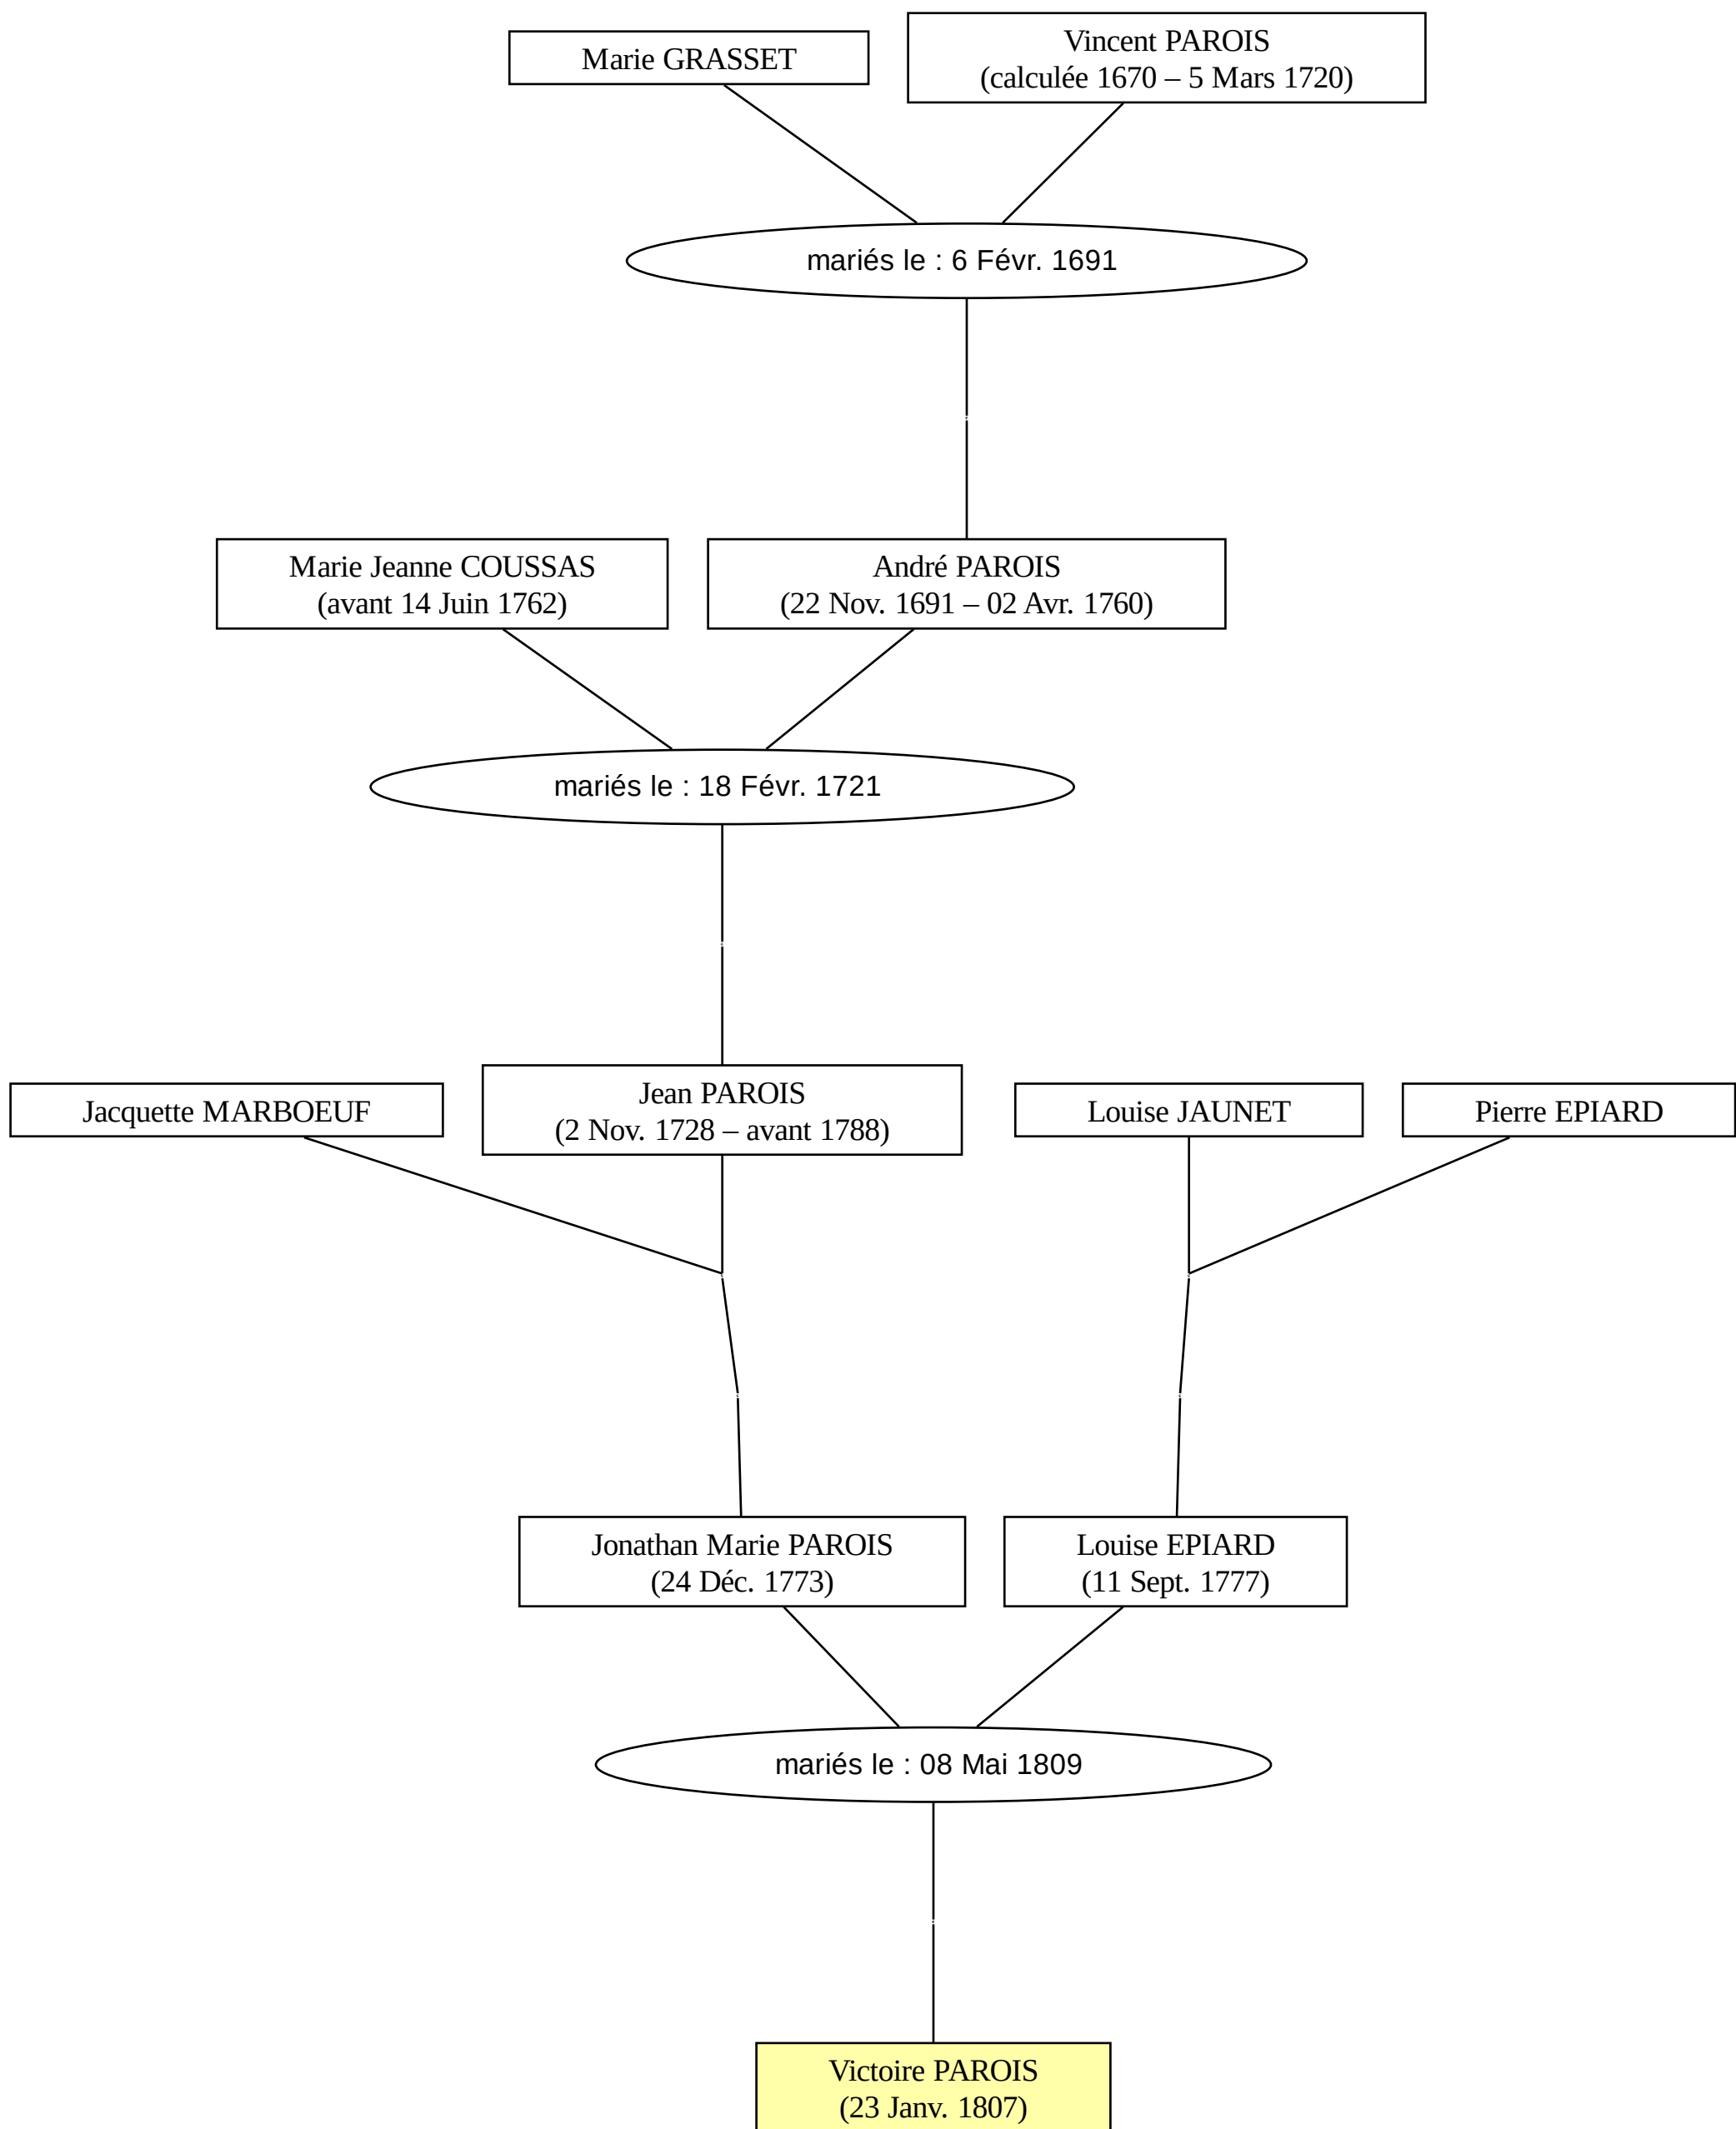 Marie GRASSET
Vincent PAROIS
(calculée 1670 – 5 Mars 1720)
mariés le : 6 Févr. 1691
Marie Jeanne COUSSAS
(avant 14 Juin 1762)
André PAROIS
(22 Nov. 1691 – 02 Avr. 1760)
mariés le : 18 Févr. 1721
Jacquette MARBOEUF
Jean PAROIS
(2 Nov. 1728 – avant 1788)
Louise JAUNET
Pierre EPIARD
Jonathan Marie PAROIS
(24 Déc. 1773)
Louise EPIARD
(11 Sept. 1777)
mariés le : 08 Mai 1809
Victoire PAROIS
(23 Janv. 1807)